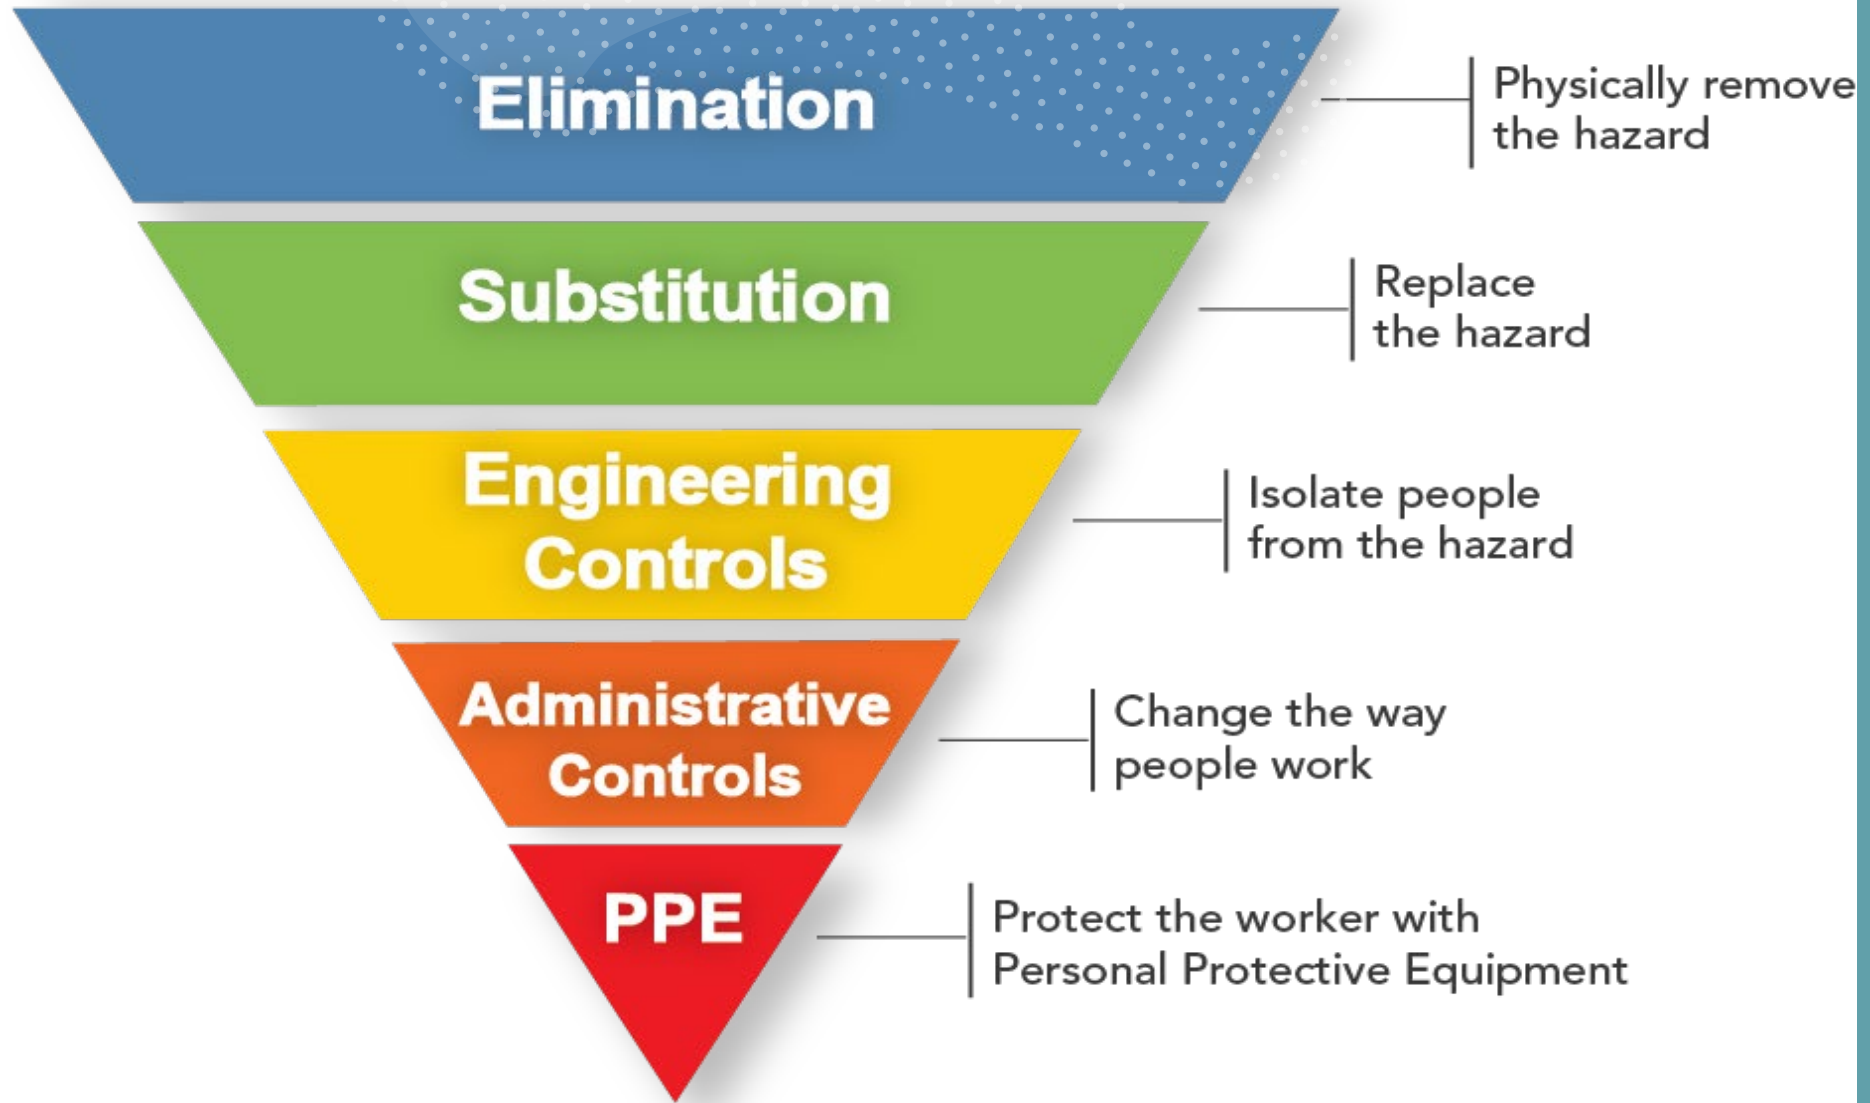 Elimination
Physically remove
the hazard
Substitution
Replace
the hazard
Engineering
Controls
Isolate people
from the hazard
Administrative
Controls
Change the way
people work
PPE
Protect the worker with
Personal Protective Equipment